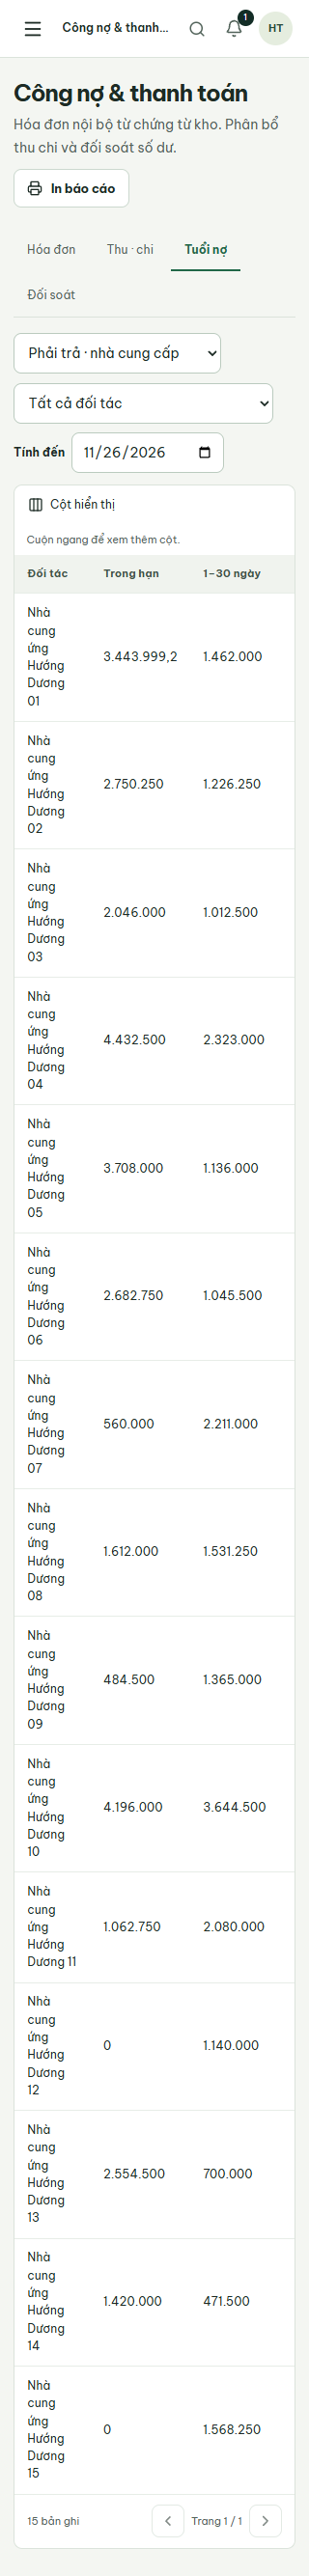 Công nợ & thanh...
1
HT
Công nợ & thanh toán
Hóa đơn nội bộ từ chứng từ kho. Phân bổ
thu chi và đối soát số dư.
In báo cáo
Hóa đơn
Thu · chi
Tuổi nợ
Đối soát
Phải trả · nhà cung cấp
Tất cả đối tác
Tính đến 11/26/2026
Cột hiển thị
Cuộn ngang để xem thêm cột.
Đối tác Trong hạn 1–30 ngày
Nhà
cung
ứng
Hướng
Dương
01
3.443.999,2 1.462.000
Nhà
cung
ứng
Hướng
Dương
02
2.750.250 1.226.250
Nhà
cung
ứng
Hướng
Dương
03
2.046.000 1.012.500
Nhà
cung
ứng
Hướng
Dương
04
4.432.500 2.323.000
Nhà
cung
ứng
Hướng
Dương
05
3.708.000 1.136.000
Nhà
cung
ứng
Hướng
Dương
06
2.682.750 1.045.500
Nhà
cung
ứng
Hướng
Dương
07
560.000 2.211.000
Nhà
cung
ứng
Hướng
Dương
08
1.612.000 1.531.250
Nhà
cung
ứng
Hướng
Dương
09
484.500 1.365.000
Nhà
cung
ứng
Hướng
Dương
10
4.196.000 3.644.500
Nhà
cung
ứng
Hướng
Dương 11
1.062.750 2.080.000
Nhà
cung
ứng
Hướng
Dương
12
0 1.140.000
Nhà
cung
ứng
Hướng
Dương
13
2.554.500 700.000
Nhà
cung
ứng
Hướng
Dương
14
1.420.000 471.500
Nhà
cung
ứng
Hướng
Dương
15
0 1.568.250
15 bản ghi
Trang 1 / 1